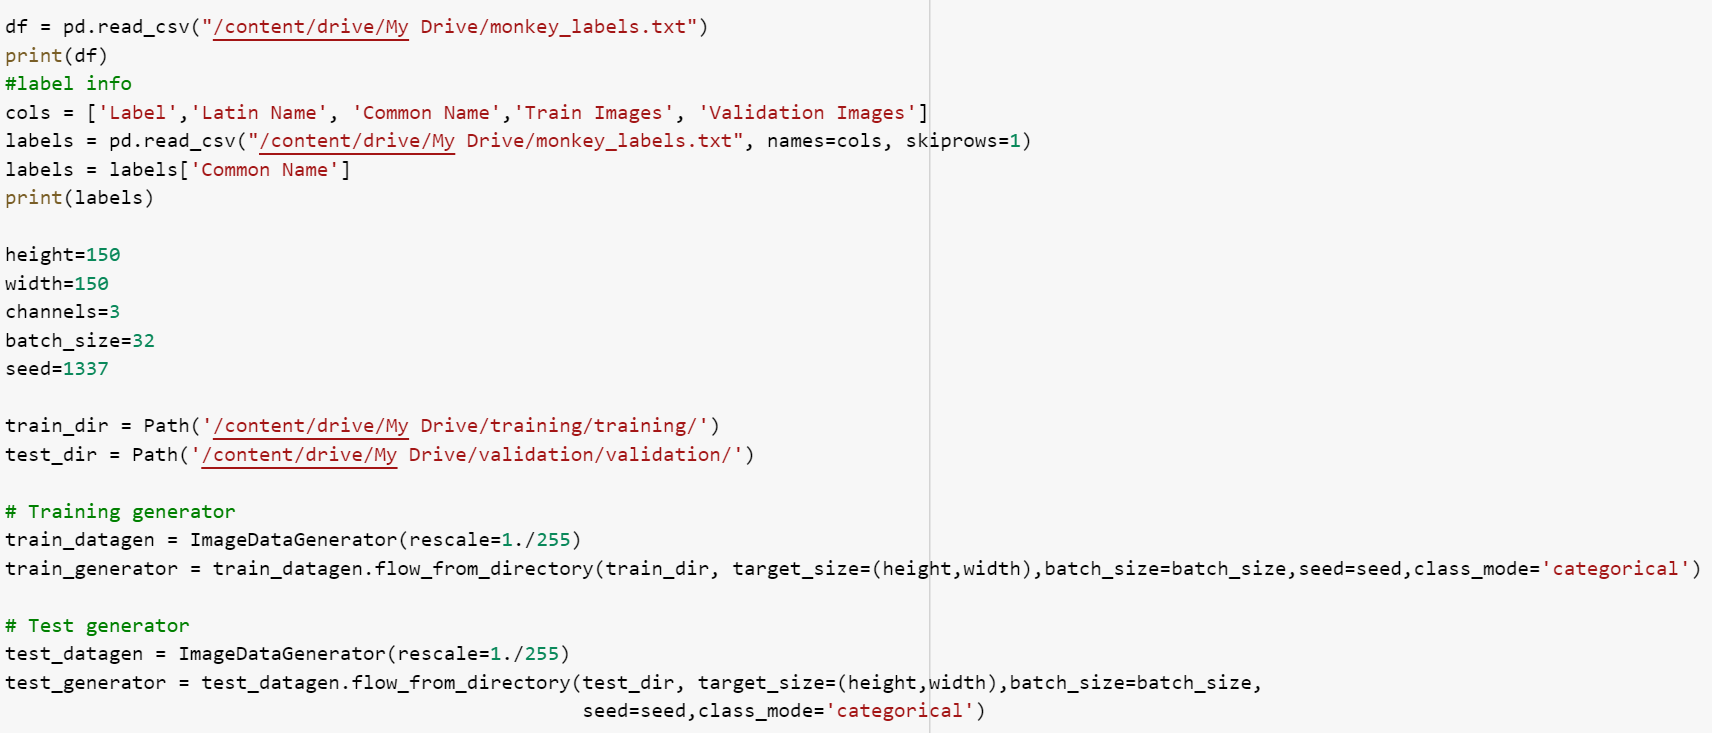 df = pd.read_csv("/content/drive/My Drive/monkey_labels.txt")
print(df)
#label info
cols = ['Label','Latin Name', 'Common Name','Train Images', 'Validation Images']
labels = pd.read_csv("/content/drive/My Drive/monkey_labels.txt", names=cols, skiprows=1)
labels = labels['Common Name']
print(labels)
height=150
width=150
channels=3
batch_size=32
seed=1337
train_dir = Path('/content/drive/My Drive/training/training/')
test_dir = Path('/content/drive/My Drive/validation/validation/')
# Training generator
train_datagen = ImageDataGenerator(rescale=1./255)
train_generator = train_datagen.flow_from_directory(train_dir, target_size=(height,width),batch_size=batch_size,seed=seed,class_mode='categorical')
# Test generator
test_datagen = ImageDataGenerator(rescale=1./255)
test_generator = test_datagen.flow_from_directory(test_dir, target_size=(height,width),batch_size=batch_size,
seed=seed,class_mode='categorical')